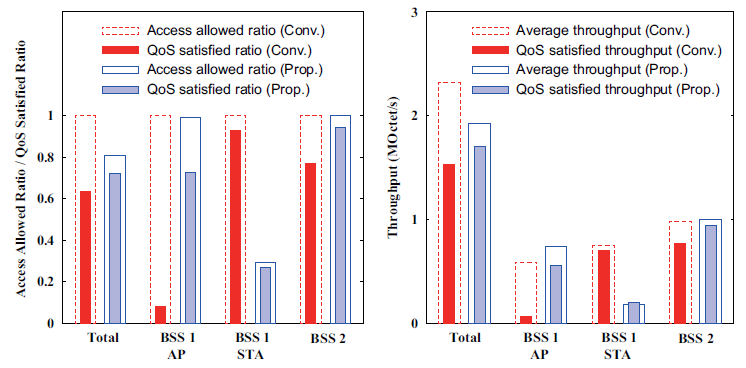 Access allowed ratio (Conv.)
QoS satisfied ratio (Conv.)
Access allowed ratio (Prop.)
QoS satisfied ratio (Prop.)
Access Allowed Ratio / QoS Satisfied Ratio
1
0.8
0.6
0.4
0.2
0
Total
BSS 1
AP
BSS 1
STA
BSS 2
Average throughput (Conv.)
QoS satisfied throughput (Conv.)
Average throughput (Prop.)
QoS satisfied throughput (Prop.)
Throughput (MOctet/s)
3
2
1
0
Total
BSS 1
AP
BSS 1
STA
BSS 2